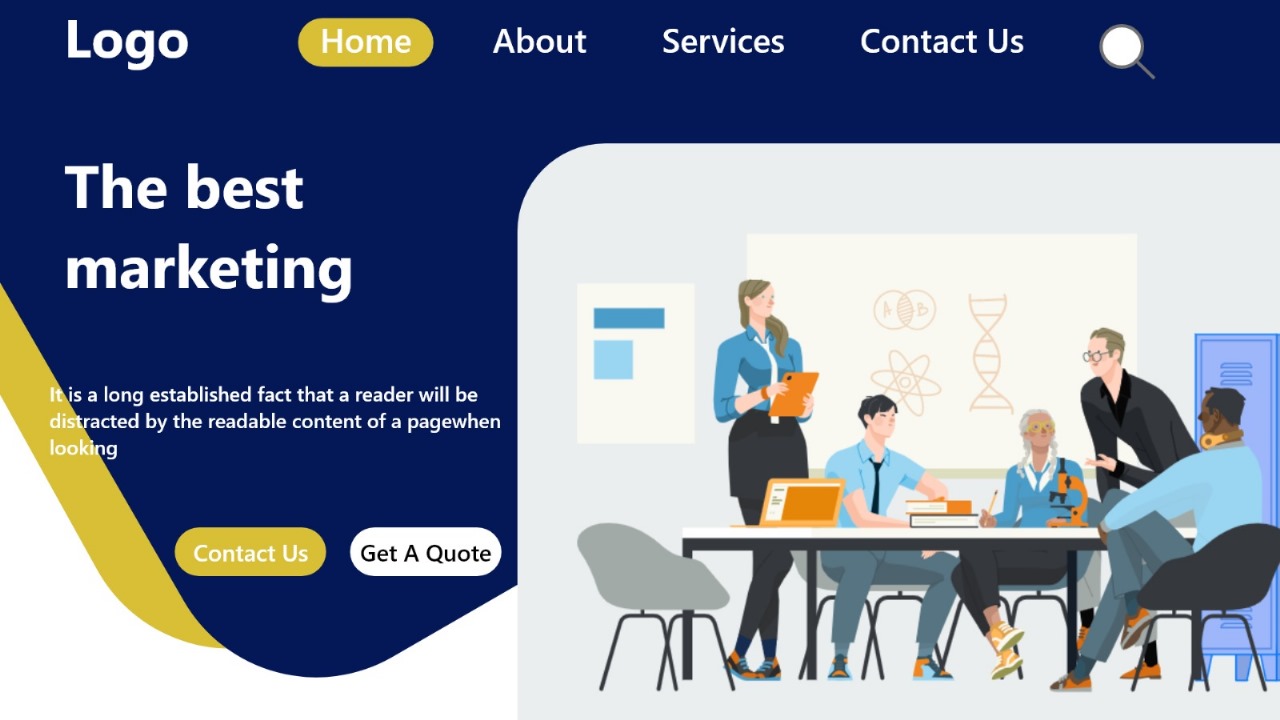 Logo
Home
About
Services
Contact Us
The best
marketing
A B
It is a long established fact that a reader will be
distracted by the readable content of a pagewhen
looking
Contact Us
Get A Quote